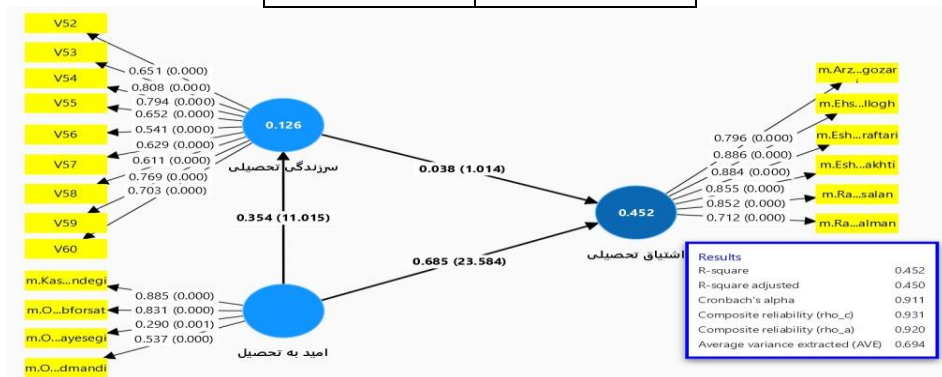 V52
V53
V54
V55
V56
V57
V58
V59
V60
0.651 (0.000)
0.808 (0.000)
0.794 (0.000)
0.652 (0.000)
0.541 (0.000)
0.629 (0.000)
0.611 (0.000)
0.769 (0.000)
0.703 (0.000)
0.126
سرزندگی تحصیلی
0.038 (1.014)
0.354 (11.015)
0.685 (23.584)
m.Kas...ndegi
m.O...bforsat
m.O...ayesegi
m.O...dmandi
0.885 (0.000)
0.831 (0.000)
0.290 (0.001)
0.537 (0.000)
امید به تحصیل
0.452
اشتیاق تحصیلی
0.796 (0.000)
0.886 (0.000)
0.884 (0.000)
0.855 (0.000)
0.852 (0.000)
0.712 (0.000)
m.Arz...gozar
m.Ehs...llogh
m.Esh...raftari
m.Esh...akhti
m.Ra...salan
m.Ra...alman
Results
R-square 0.452
R-square adjusted 0.450
Cronbach's alpha 0.911
Composite reliability (rho_c) 0.931
Composite reliability (rho_a) 0.920
Average variance extracted (AVE) 0.694